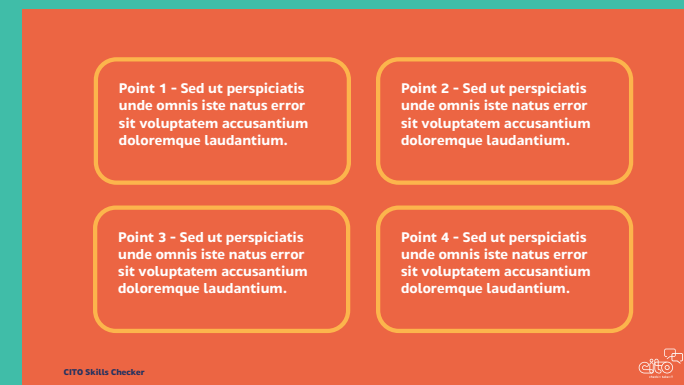 Point 1 - Sed ut perspiciatis
unde omnis iste natus error
sit voluptatem accusantium
doloremque laudantium.
Point 2 - Sed ut perspiciatis
unde omnis iste natus error
sit voluptatem accusantium
doloremque laudantium.
Point 3 - Sed ut perspiciatis
unde omnis iste natus error
sit voluptatem accusantium
doloremque laudantium.
Point 4 - Sed ut perspiciatis
unde omnis iste natus error
sit voluptatem accusantium
doloremque laudantium.
CITO Skills Checker
cito